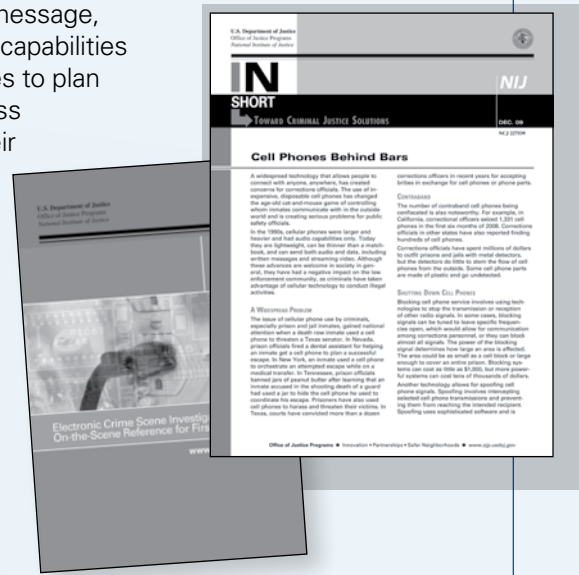 message,
capabilities
es to plan
ss
eir
U.S. Department of Justice
Office of Justice Programs
National Institute of Justice
IN
SHORT
TOWARD CRIMINAL JUSTICE SOLUTIONS
NIJ
DEC. 09
NCJ 227539
Cell Phones Behind Bars
A widespread technology that allows people to
connect with anyone, anywhere, has created
concerns for corrections officials. The use of in-
expensive, disposable cell phones has changed
the age-old cat-and-mouse game of controlling
whom inmates communicate with in the outside
world and is creating serious problems for public
safety officials.
In the 1990s, cellular phones were larger and
heavier and had audio capabilities only. Today
they are lightweight, can be thinner than a match-
book, and can send both audio and data, including
written messages and streaming video. Although
these advances are welcome in society in gen-
eral, they have had a negative impact on the law
enforcement community, as criminals have taken
advantage of cellular technology to conduct illegal
activities.
A WIDESPREAD PROBLEM
The issue of cellular phone use by criminals,
especially prison and jail inmates, gained national
attention when a death row inmate used a cell
phone to threaten a Texas senator. In Nevada,
prison officials fired a dental assistant for helping
an inmate get a cell phone to plan a successful
escape. In New York, an inmate used a cell phone
to orchestrate an attempted escape while on a
medical transfer. In Tennessee, prison officials
banned jars of peanut butter after learning that an
inmate accused in the shooting death of a guard
had used a jar to hide the cell phone he used to
coordinate his escape. Prisoners have also used
cell phones to harass and threaten their victims. In
Texas, courts have convicted more than a dozen
corrections officers in recent years for accepting
bribes in exchange for cell phones or phone parts.
CONTRABAND
The number of contraband cell phones being
confiscated is also noteworthy. For example, in
California, correctional officers seized 1,331 cell
phones in the first six months of 2008. Corrections
officials in other states have also reported finding
hundreds of cell phones.
Corrections officials have spent millions of dollars
to outfit prisons and jails with metal detectors,
but the detectors do little to stem the flow of cell
phones from the outside. Some cell phone parts
are made of plastic and go undetected.
SHUTTING DOWN CELL PHONES
Blocking cell phone service involves using tech-
nologies to stop the transmission or reception
of other radio signals. In some cases, blocking
signals can be tuned to leave specific frequen-
cies open, which would allow for communication
among corrections personnel, or they can block
almost all signals. The power of the blocking
signal determines how large an area is affected.
The area could be as small as a cell block or large
enough to cover an entire prison. Blocking sys-
tems can cost as little as $1,000, but more power-
ful systems can cost tens of thousands of dollars.
Another technology allows for spoofing cell
phone signals. Spoofing involves intercepting
selected cell phone transmissions and prevent-
ing them from reaching the intended recipient.
Spoofing uses sophisticated software and is
Office of Justice Programs ★ Innovation • Partnerships • Safer Neighborhoods ★ www.ojp.usdoj.gov
U.S. Department of Justice
Office of Justice Programs
National Institute of Justice
Electronic Crime Scene Investiga
On-the-Scene Reference for Firs
www